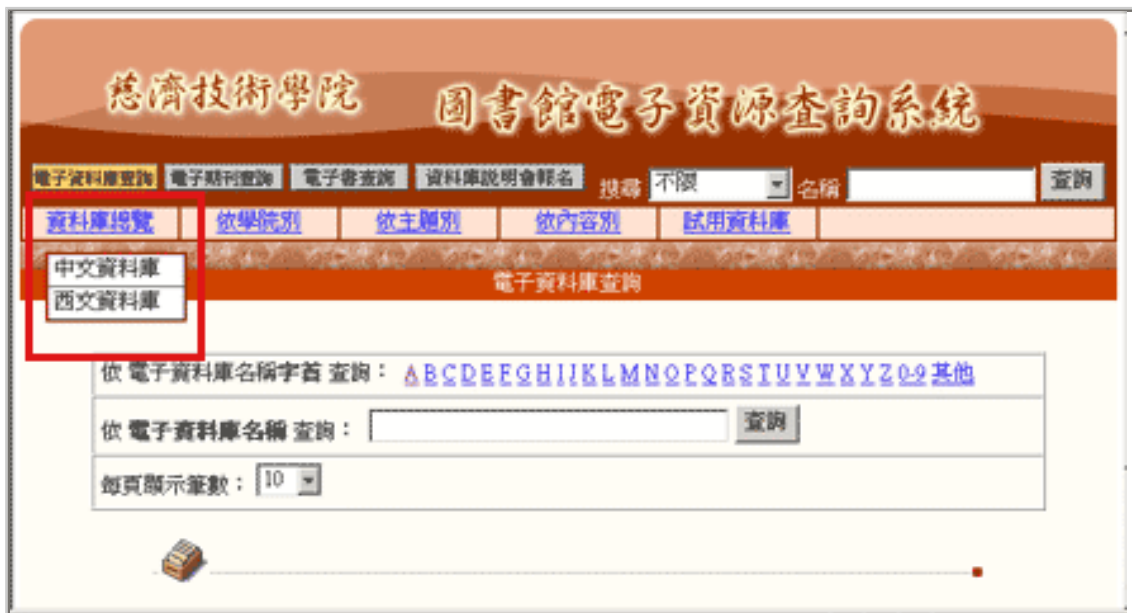 慈濟技術學院 圖書館電子資源查詢系統
電子資料庫查詢 電子期刊查詢 電子書查詢 資料庫說明會報名 搜尋 不限 名稱 查詢
資料庫總覽 依學院別 依主題別 依內容別 試用資料庫
中文資料庫
電子資料庫查詢
西文資料庫
依 電子資料庫名稱字首 查詢： A B C D E F G H I J K L M N O P Q R S T U V W X Y Z 0-9 其他
依 電子資料庫名稱 查詢： 查詢
每頁顯示筆數： 10